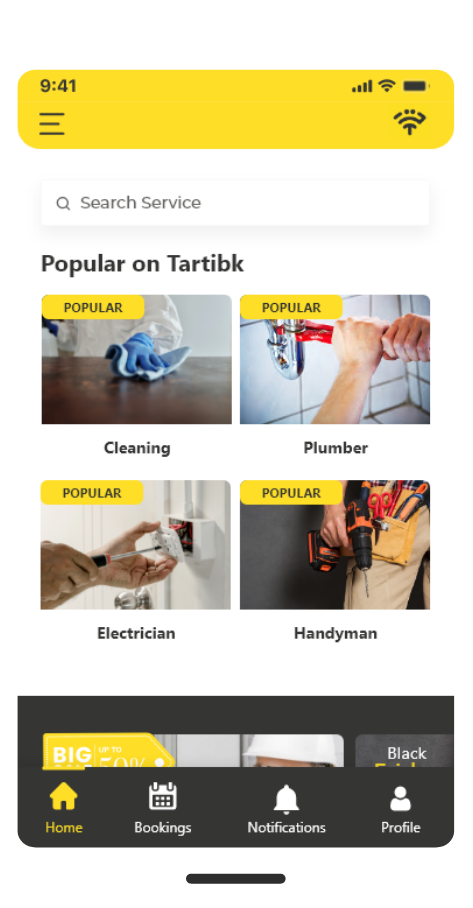 9:41
Search Service
Popular on Tartibk
POPULAR
POPULAR
Cleaning
Plumber
POPULAR
POPULAR
Electrician
Handyman
BIG
UP TO
50%
Black
Home
Bookings
Notifications
Profile